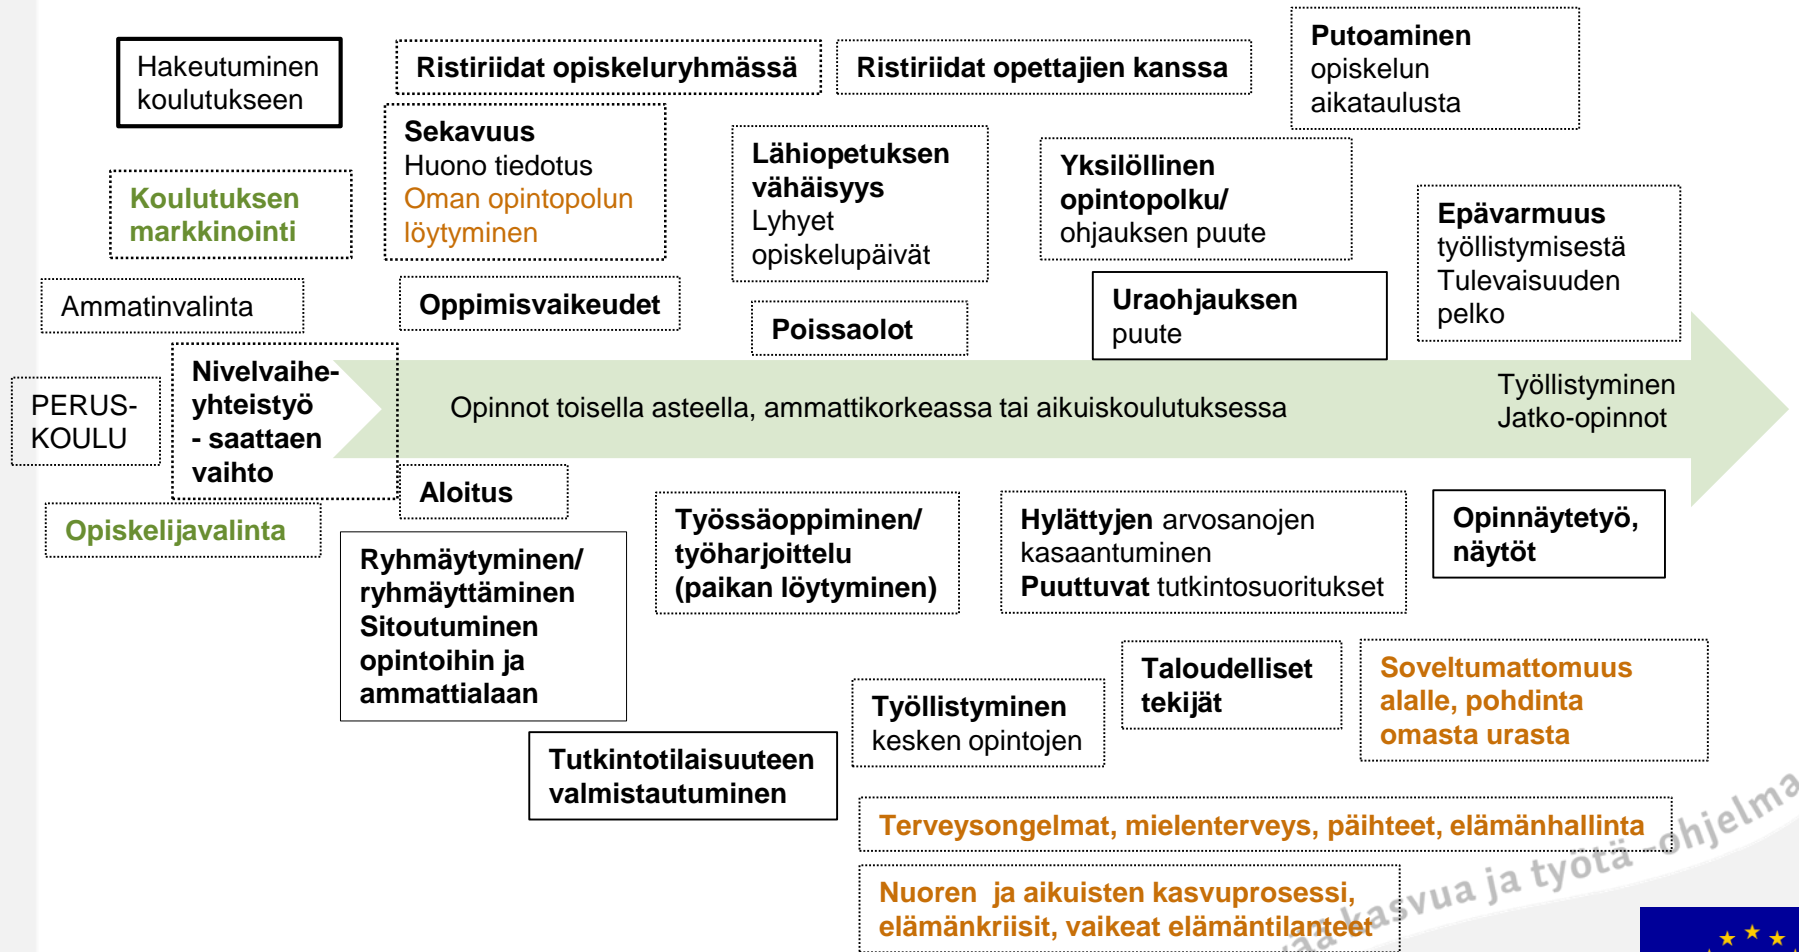 Hakeutuminen
koulutukseen
Ristiriidat opiskeluryhmässä
Ristiriidat opettajien kanssa
Putoaminen
opiskelun
aikataulusta
Koulutuksen
markkinointi
Sekavuus
Huono tiedotus
Oman opintopolun
löytyminen
Lähiopetuksen
vähäisyys
Lyhyet
opiskelupäivät
Yksilöllinen
opintopolku/
ohjauksen puute
Epävarmuus
työllistymisestä
Tulevaisuuden
pelko
Ammatinvalinta
Oppimisvaikeudet
Poissaolot
Uraohjauksen
puute
PERUS-
KOULU
Nivelvaihe-
yhteistyö
- saattaen
vaihto
Opinnot toisella asteella, ammattikorkeassa tai aikuiskoulutuksessa
Työllistyminen
Jatko-opinnot
Opiskelijavalinta
Aloitus
Ryhmäytyminen/
ryhmäyttäminen
Sitoutuminen
opintoihin ja
ammattialaan
Työssäoppiminen/
työharjoittelu
(paikan löytyminen)
Hylättyjen arvosanojen
kasaantuminen
Puuttuvat tutkintosuoritukset
Opinnäytetyö,
näytöt
Tutkintotilaisuuteen
valmistautuminen
Työllistyminen
kesken opintojen
Taloudelliset
tekijät
Soveltumattomuus
alalle, pohdinta
omasta urasta
Terveysongelmat, mielenterveys, päihteet, elämänhallinta
Nuoren ja aikuisten kasvuprosessi,
elämänkriisit, vaikeat elämäntilanteet
kasvua ja työtä -ohjelma